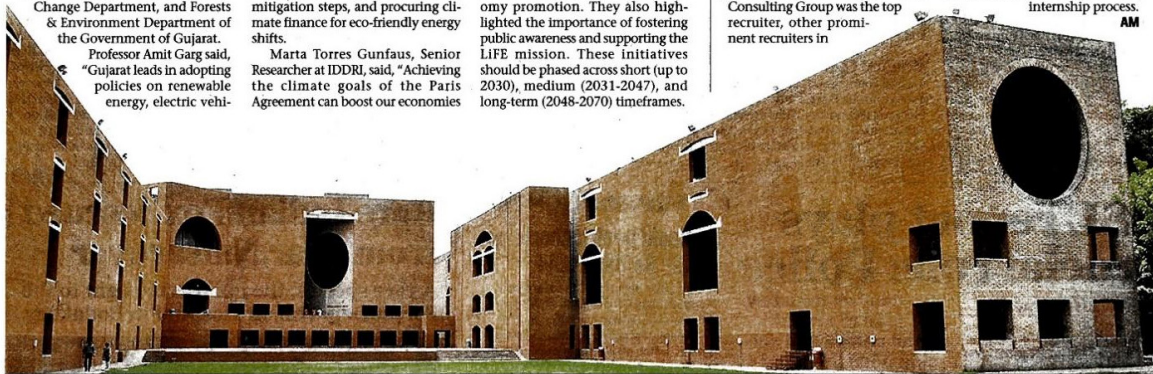 Change Department, and Forests
& Environment Department of
the Government of Gujarat.
Professor Amit Garg said,
"Gujarat leads in adopting
policies on renewable
energy, electric vehi-
mitigation steps, and procuring cli-
mate finance for eco-friendly energy
shifts.
Marta Torres Gunfaus, Senior
Researcher at IDDRI, said, "Achieving
the climate goals of the Paris
Agreement can boost our economies
omy promotion. They also high-
lighted the importance of fostering
public awareness and supporting the
LiFE mission. These initiatives
should be phased across short (up to
2030), medium (2031-2047), and
long-term (2048-2070) timeframes.
Consulting Group was the top
recruiter, other promi-
nent recruiters in
internship process.
AM